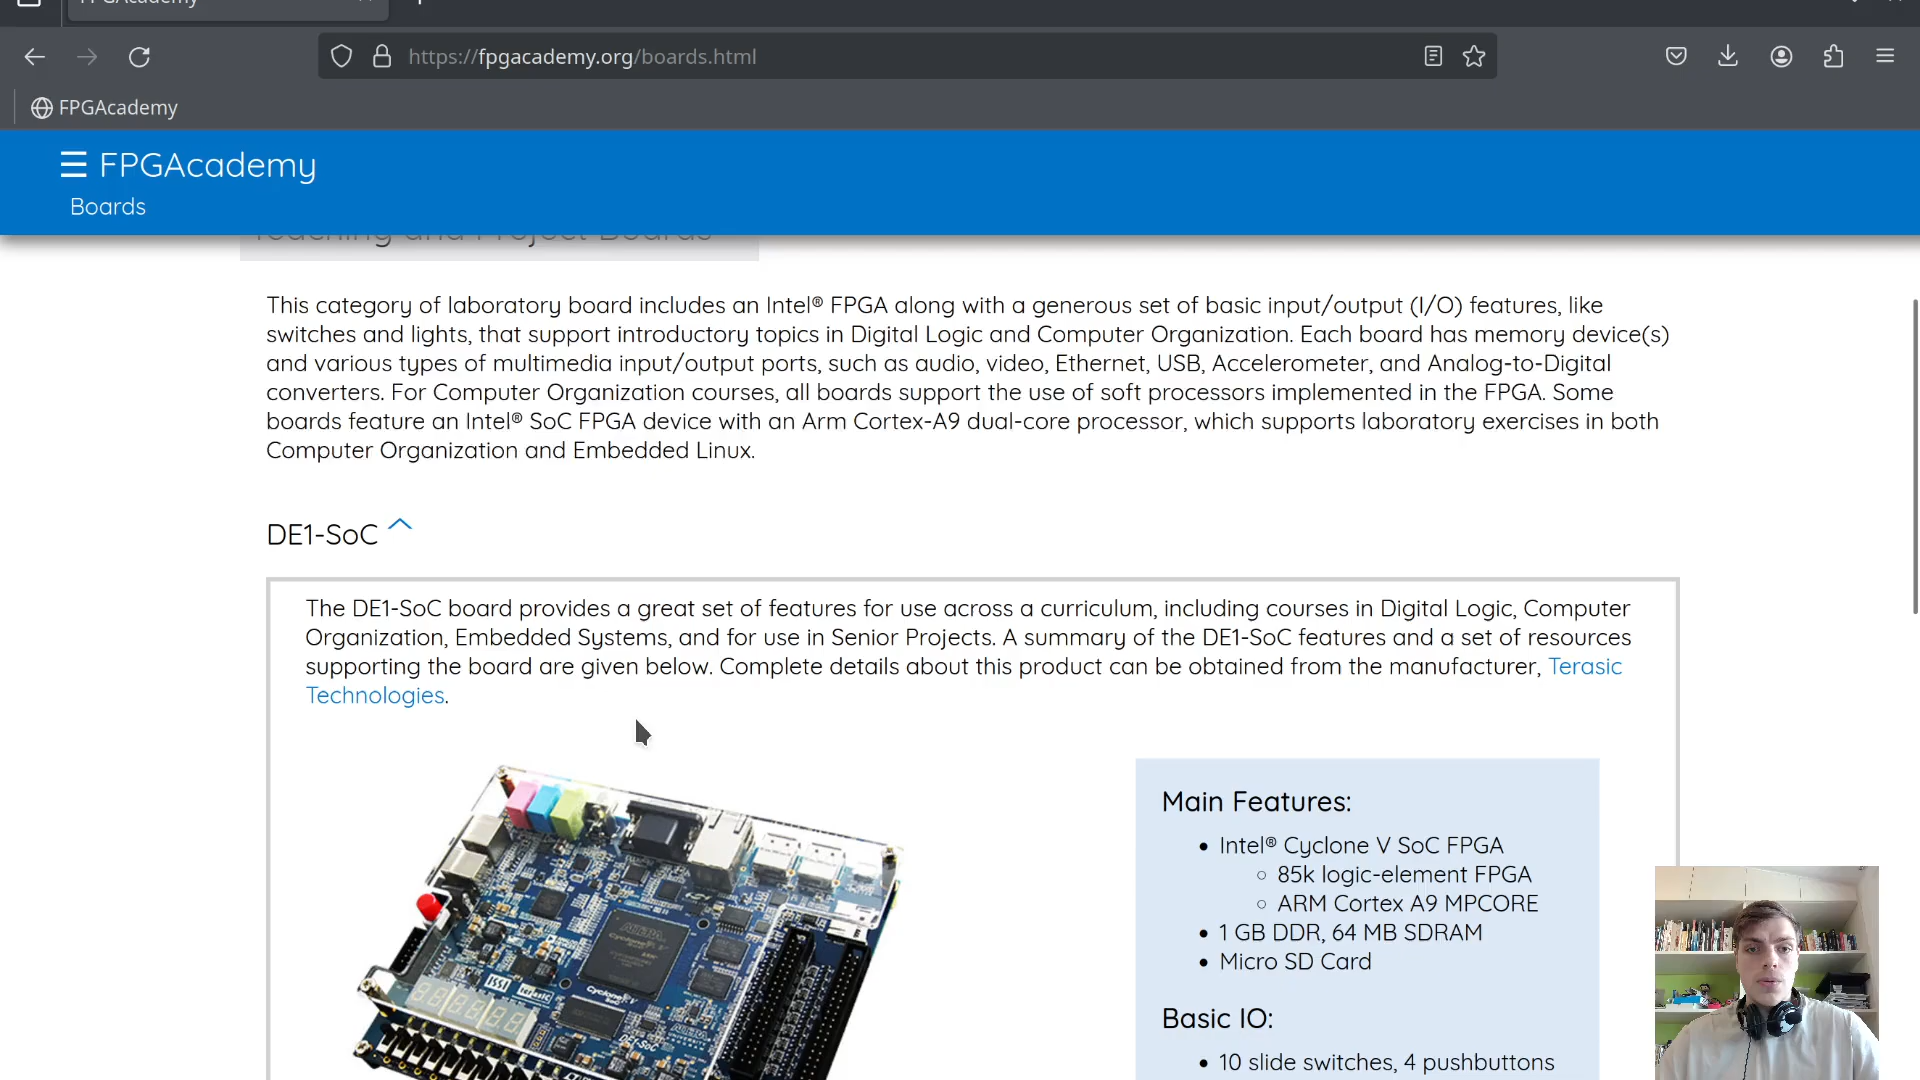 https://fpgacademy.org/boards.html
FPGAcademy
☰ FPGAcademy
Boards
Teaching and Project Boards
This category of laboratory board includes an Intel® FPGA along with a generous set of basic input/output (I/O) features, like
switches and lights, that support introductory topics in Digital Logic and Computer Organization. Each board has memory device(s)
and various types of multimedia input/output ports, such as audio, video, Ethernet, USB, Accelerometer, and Analog-to-Digital
converters. For Computer Organization courses, all boards support the use of soft processors implemented in the FPGA. Some
boards feature an Intel® SoC FPGA device with an Arm Cortex-A9 dual-core processor, which supports laboratory exercises in both
Computer Organization and Embedded Linux.
DE1-SoC
The DE1-SoC board provides a great set of features for use across a curriculum, including courses in Digital Logic, Computer
Organization, Embedded Systems, and for use in Senior Projects. A summary of the DE1-SoC features and a set of resources
supporting the board are given below. Complete details about this product can be obtained from the manufacturer, Terasic
Technologies.
Main Features:
• Intel® Cyclone V SoC FPGA
◦ 85k logic-element FPGA
◦ ARM Cortex A9 MPCORE
• 1 GB DDR, 64 MB SDRAM
• Micro SD Card
Basic IO:
• 10 slide switches, 4 pushbuttons
ALTERA
Cyclone V
SoC
ISSI
terasic
DE1-SoC